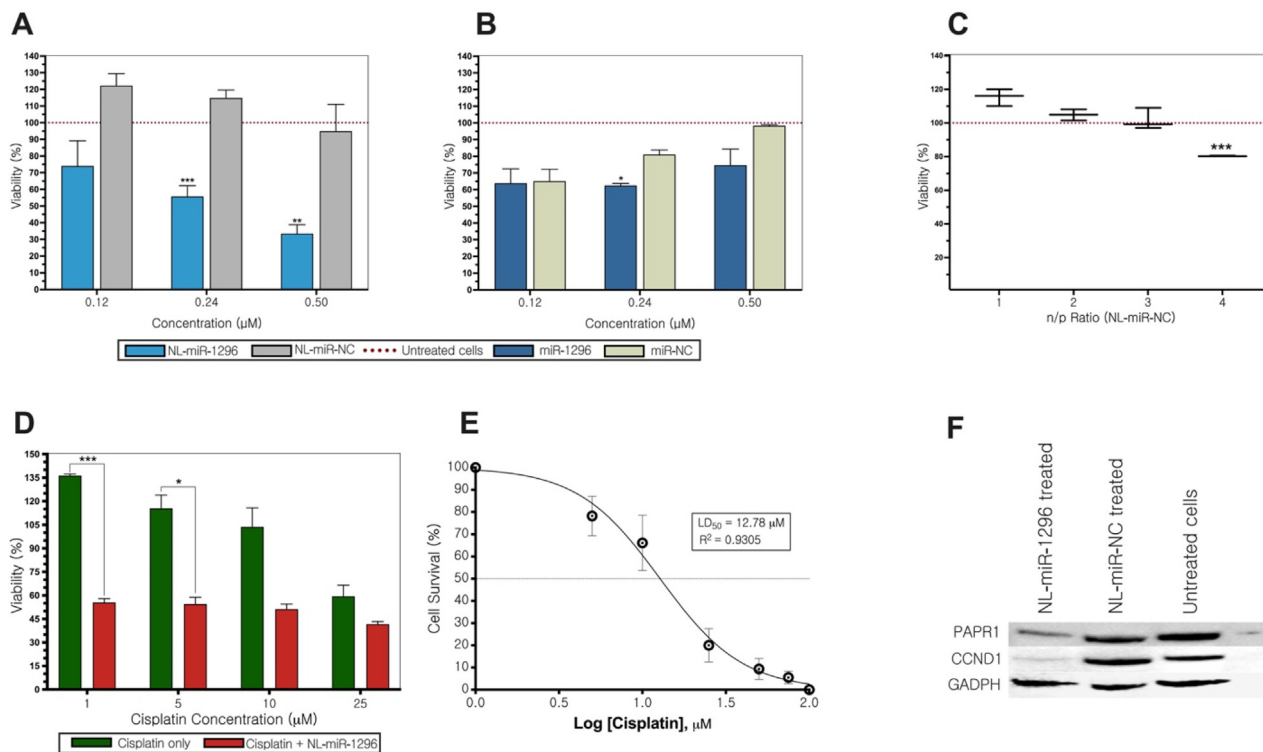 A
Viability (%)
140
130
120
110
100
90
80
70
60
50
40
30
20
10
0
***
**
0.12 0.24 0.50
Concentration (µM)
B
Viability (%)
140
130
120
110
100
90
80
70
60
50
40
30
20
10
0
*
0.12 0.24 0.50
Concentration (µM)
C
Viability (%)
140
120
100
80
60
40
20
***
1 2 3 4
n/p Ratio (NL-miR-NC)
NL-miR-1296 NL-miR-NC Untreated cells miR-1296 miR-NC
D
Viability (%)
150
135
120
105
90
75
60
45
30
15
0
***
*
1 5 10 25
Cisplatin Concentration (µM)
Cisplatin only Cisplatin + NL-miR-1296
E
Cell Survival (%)
100
90
80
70
60
50
40
30
20
10
0
LD50 = 12.78 µM
R² = 0.9305
0.0 0.5 1.0 1.5 2.0
Log [Cisplatin], µM
F
NL-miR-1296 treated
NL-miR-NC treated
Untreated cells
PAPR1
CCND1
GADPH